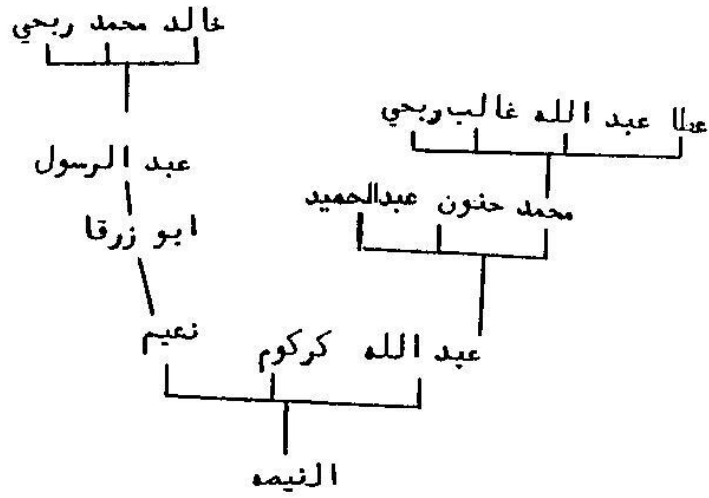 خالد محمد ربحي
عطا عبد الله غالب ربحي
عبد الرسول
محمد حنون عبدالحميد
ابو زرقا
عبد الله كركوم نعيم
النيصه